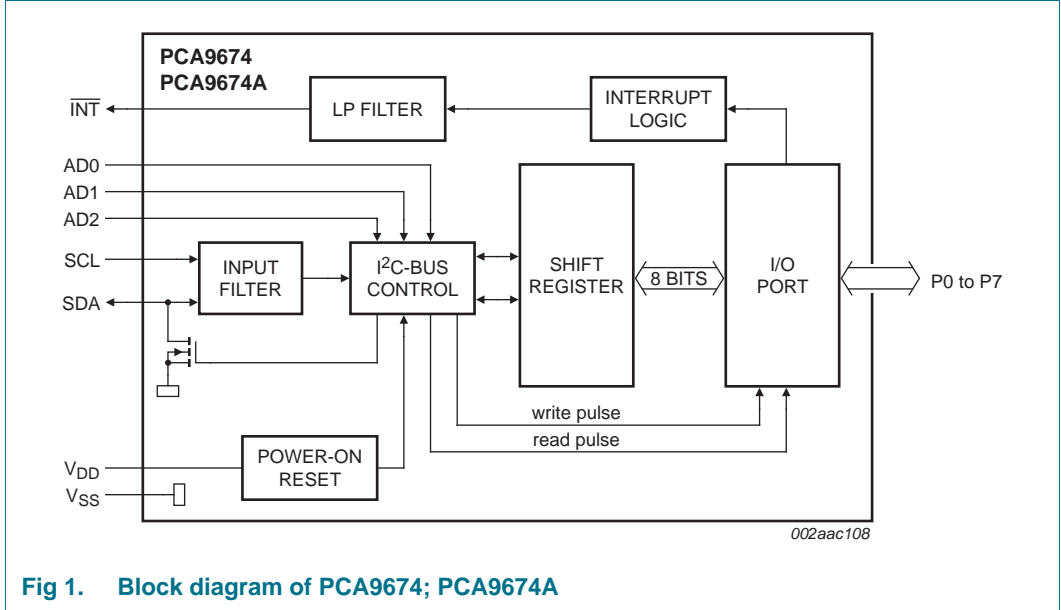 PCA9674
PCA9674A
INT
LP FILTER
INTERRUPT
LOGIC
AD0
AD1
AD2
SCL
SDA
INPUT
FILTER
I2C-BUS
CONTROL
SHIFT
REGISTER
8 BITS
I/O
PORT
P0 to P7
write pulse
read pulse
POWER-ON
RESET
VDD
VSS
002aac108
Fig 1. Block diagram of PCA9674; PCA9674A